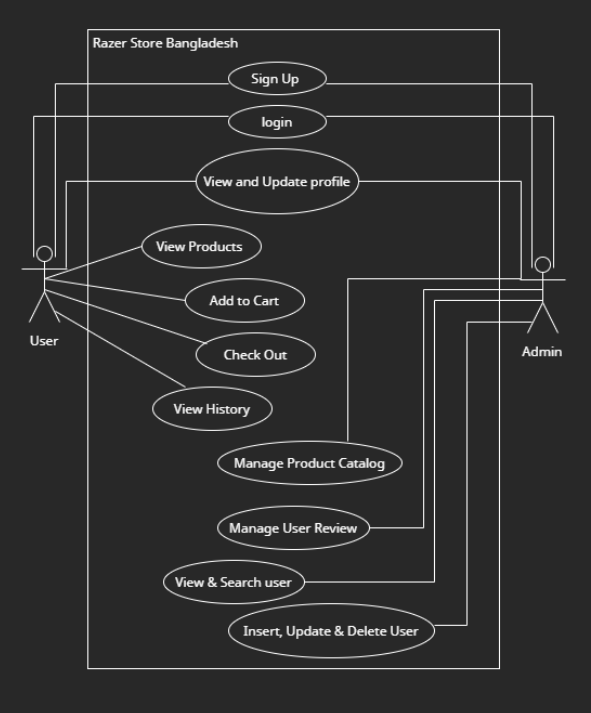 Razer Store Bangladesh
Sign Up
login
View and Update profile
View Products
Add to Cart
User
Admin
Check Out
View History
Manage Product Catalog
Manage User Review
View & Search user
Insert, Update & Delete User